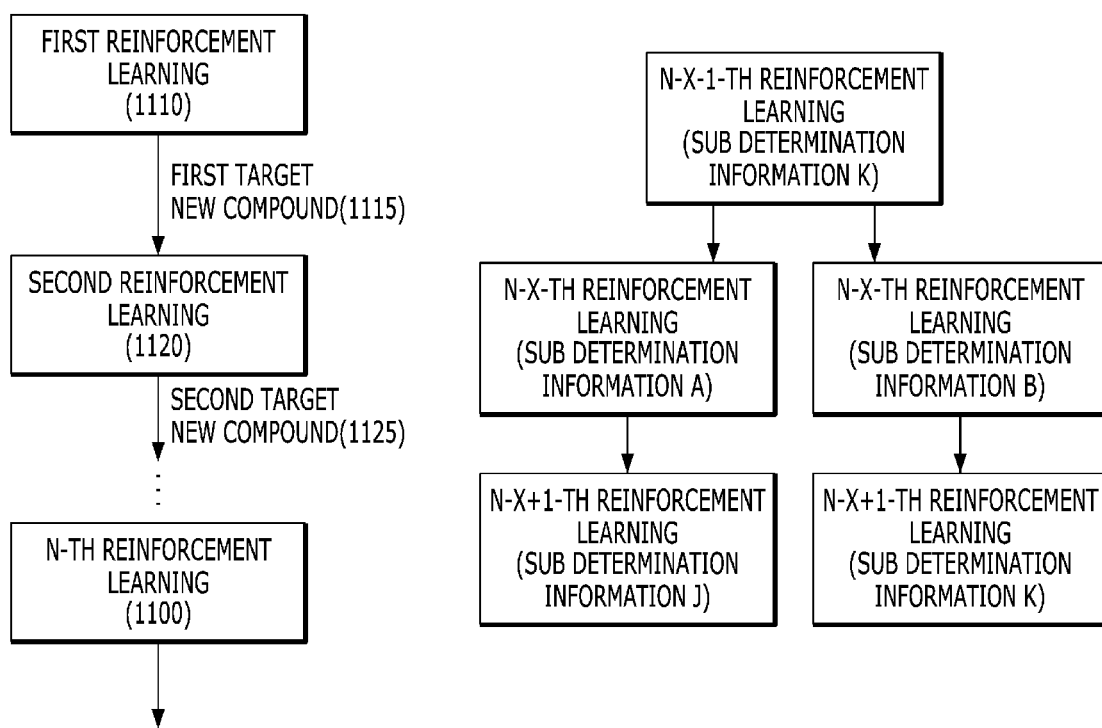 FIRST REINFORCEMENT
LEARNING
(1110)
FIRST TARGET
NEW COMPOUND(1115)
SECOND REINFORCEMENT
LEARNING
(1120)
SECOND TARGET
NEW COMPOUND(1125)
⋮
N-TH REINFORCEMENT
LEARNING
(1100)
N-X-1-TH REINFORCEMENT
LEARNING
(SUB DETERMINATION
INFORMATION K)
N-X-TH REINFORCEMENT
LEARNING
(SUB DETERMINATION
INFORMATION A)
N-X-TH REINFORCEMENT
LEARNING
(SUB DETERMINATION
INFORMATION B)
N-X+1-TH REINFORCEMENT
LEARNING
(SUB DETERMINATION
INFORMATION J)
N-X+1-TH REINFORCEMENT
LEARNING
(SUB DETERMINATION
INFORMATION K)